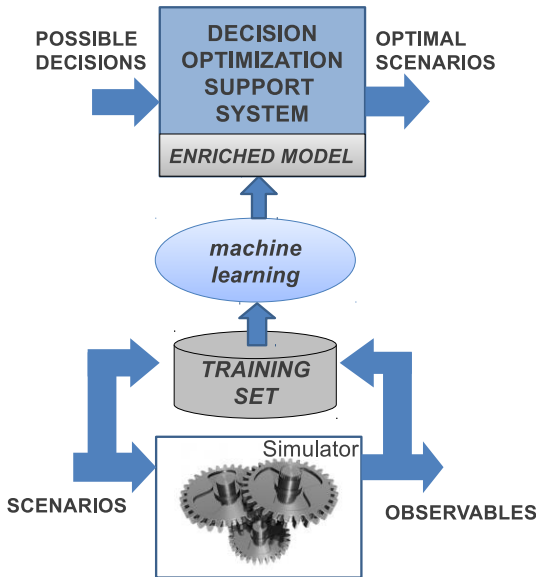 POSSIBLE
DECISIONS
DECISION
OPTIMIZATION
SUPPORT
SYSTEM
OPTIMAL
SCENARIOS
ENRICHED MODEL
machine
learning
TRAINING
SET
Simulator
SCENARIOS
OBSERVABLES